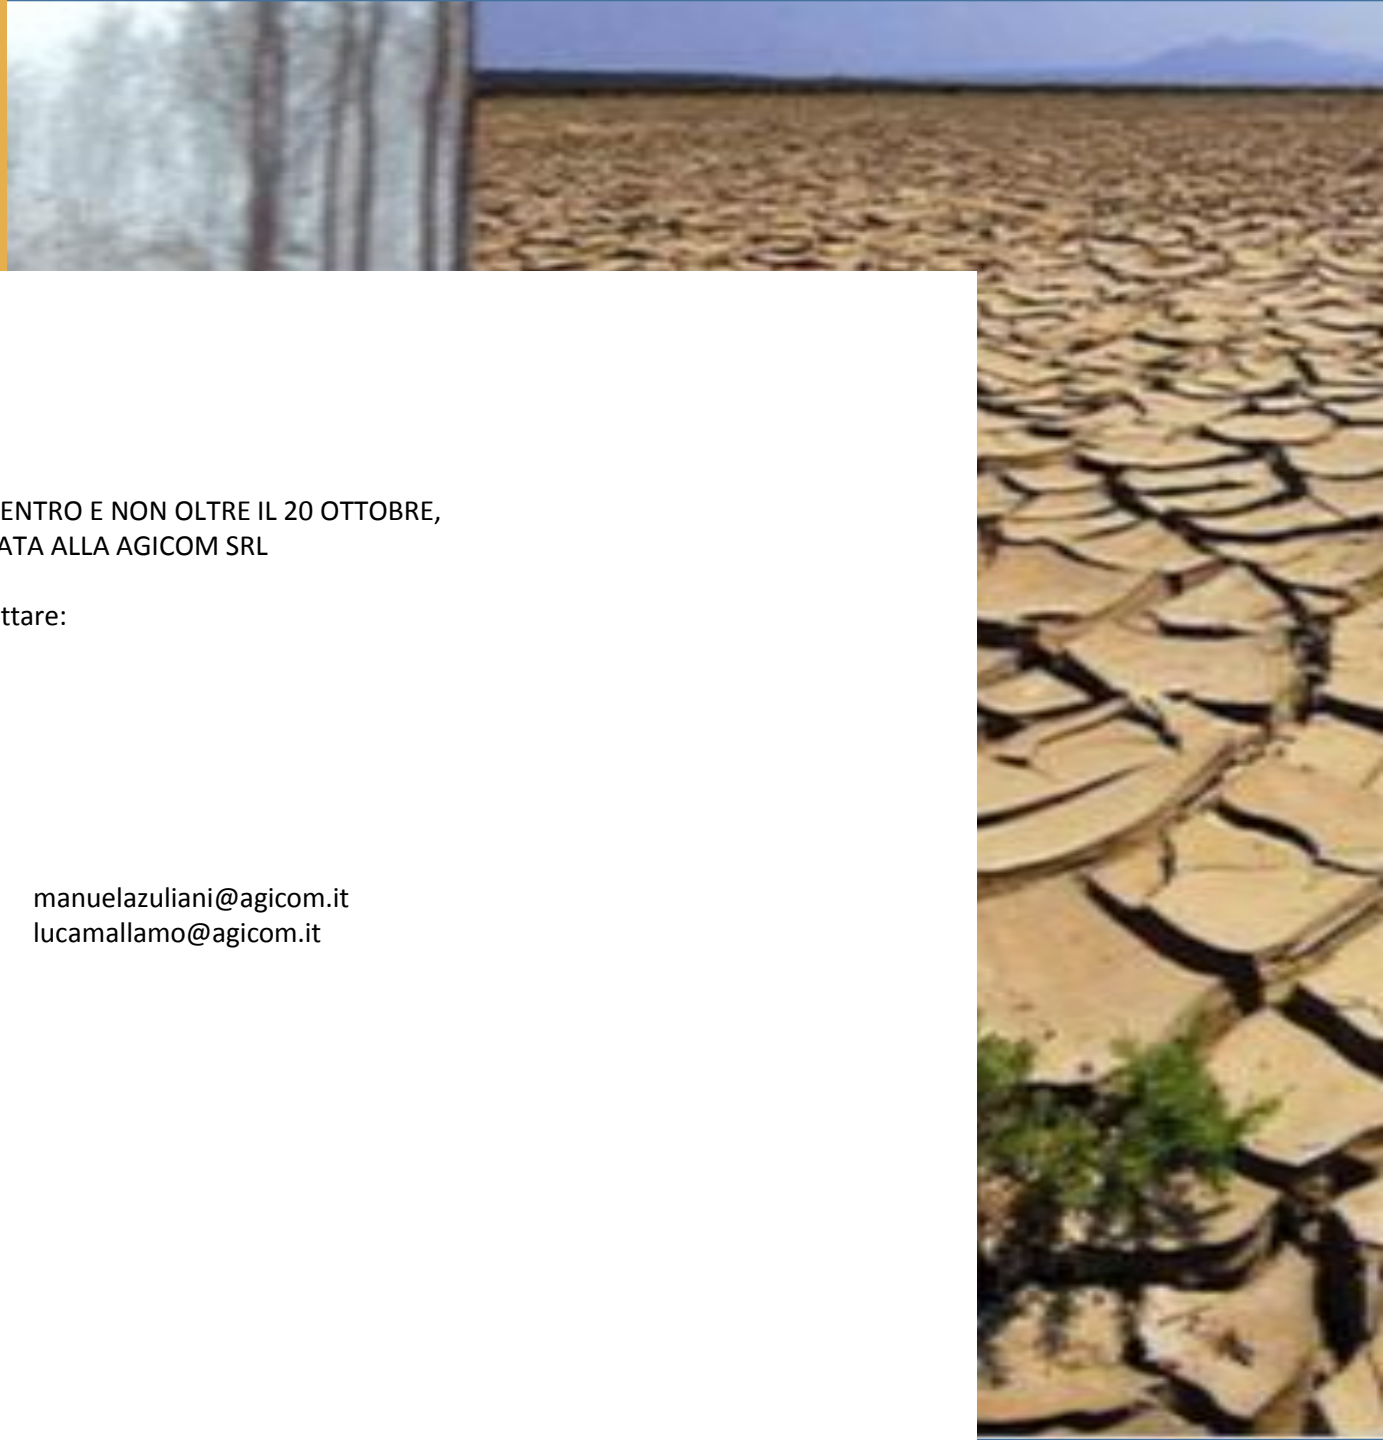 ENTRO E NON OLTRE IL 20 OTTOBRE,
ATA ALLA AGICOM SRL
ttare:
manuelazuliani@agicom.it
lucamallamo@agicom.it